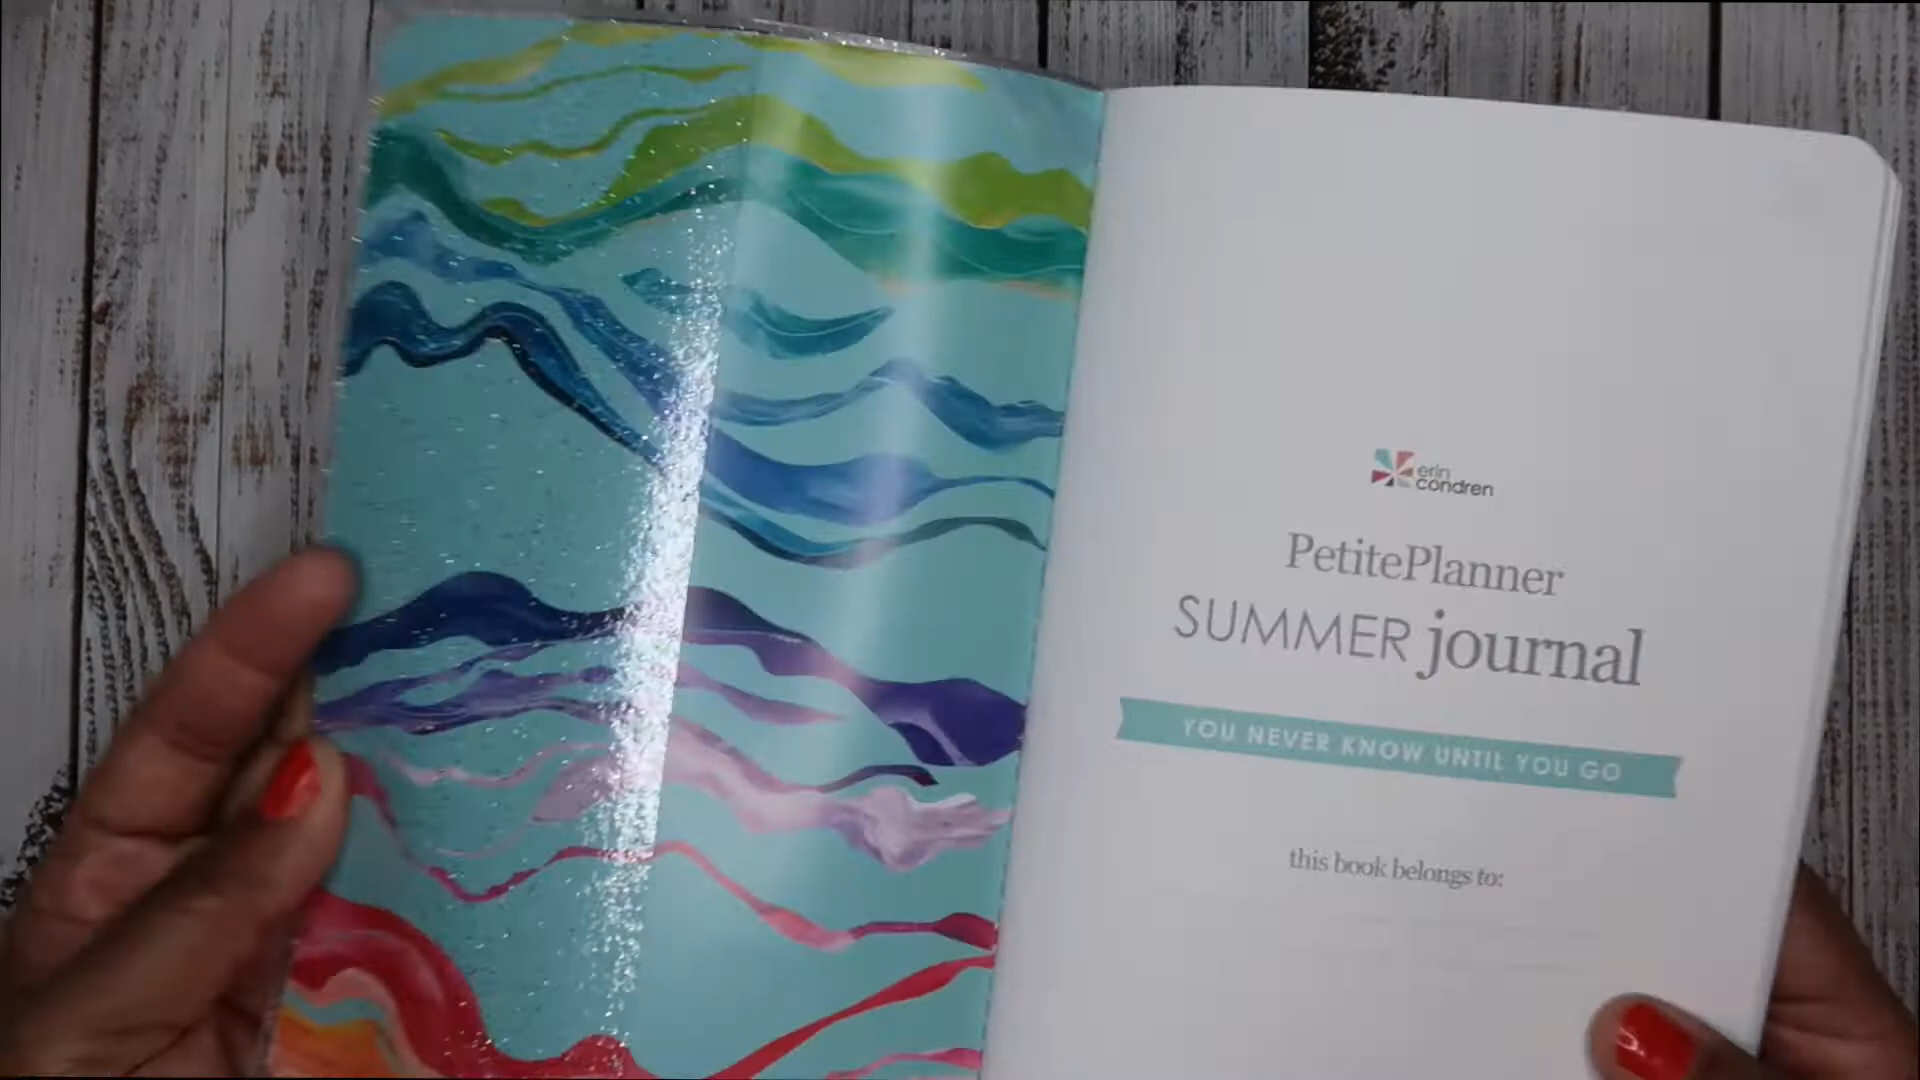 erin
condren
PetitePlanner
SUMMER journal
YOU NEVER KNOW UNTIL YOU GO
this book belongs to: